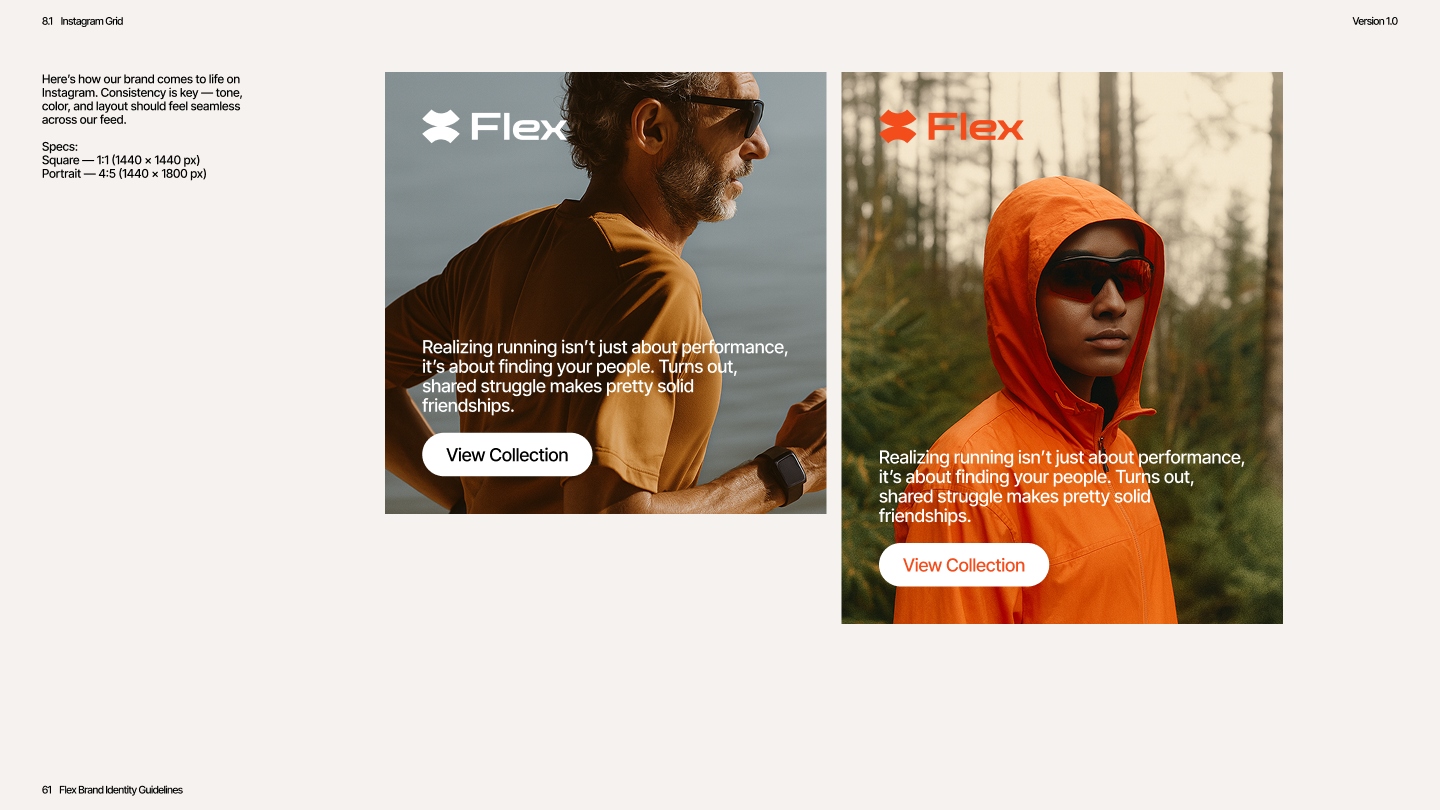 8.1 Instagram Grid
Version 1.0
Here's how our brand comes to life on
Instagram. Consistency is key — tone,
color, and layout should feel seamless
across our feed.
Specs:
Square — 1:1 (1440 × 1440 px)
Portrait — 4:5 (1440 × 1800 px)
Flex
Realizing running isn't just about performance,
it's about finding your people. Turns out,
shared struggle makes pretty solid
friendships.
View Collection
Flex
Realizing running isn't just about performance,
it's about finding your people. Turns out,
shared struggle makes pretty solid
friendships.
View Collection
61 Flex Brand Identity Guidelines